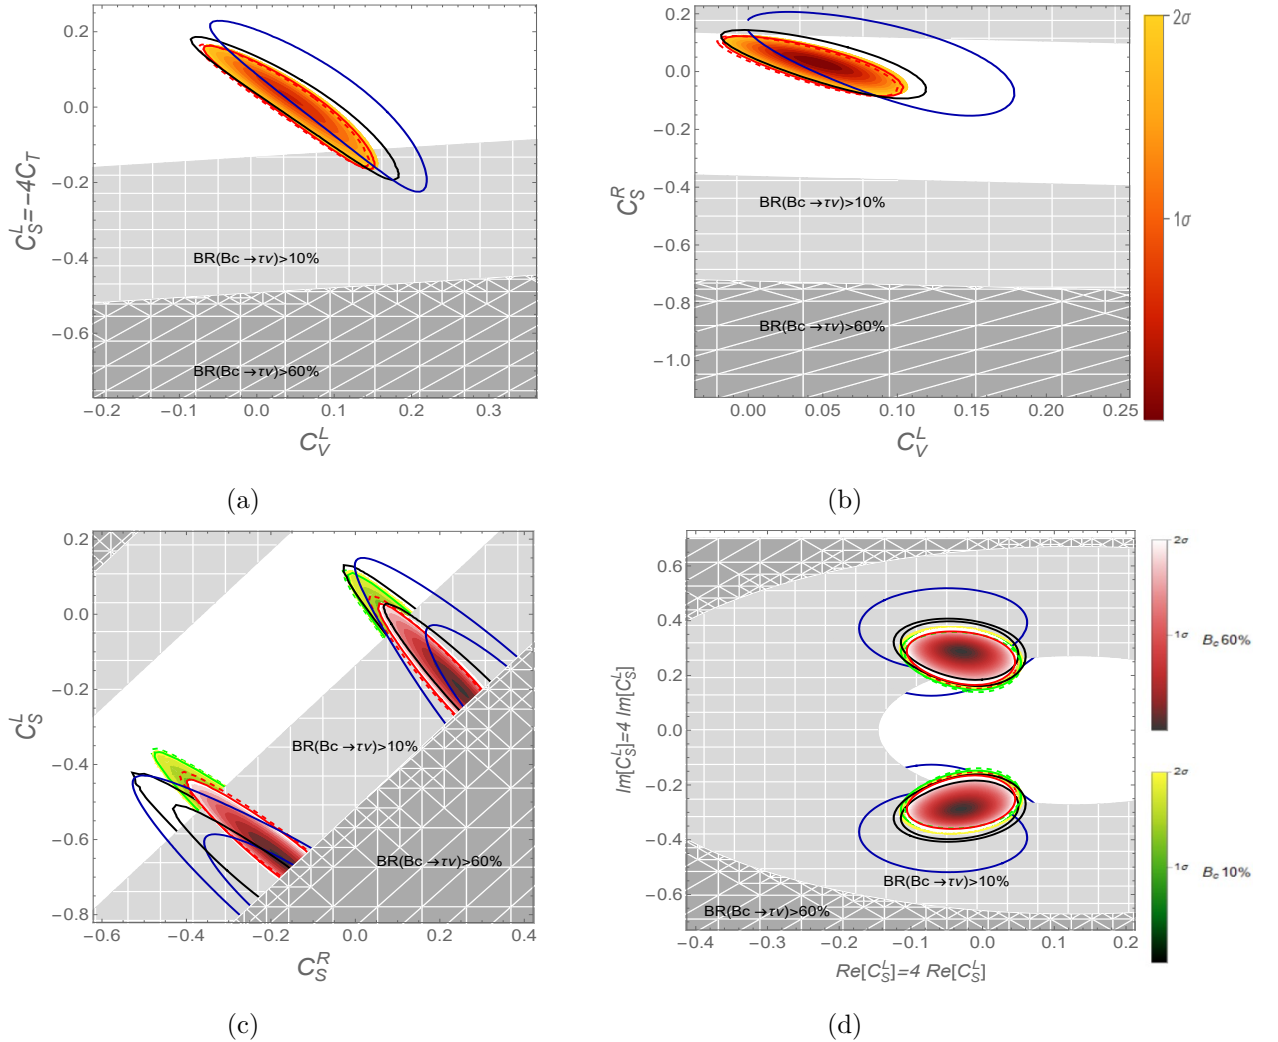 0.2
0.0
−0.2
−0.4
−0.6
C_S^L=−4C_T
BR(Bc→τν)>10%
BR(Bc→τν)>60%
−0.2 −0.1 0.0 0.1 0.2 0.3
C_V^L
(a)
0.2
0.0
−0.2
−0.4
−0.6
−0.8
−1.0
C_S^R
BR(Bc→τν)>10%
BR(Bc→τν)>60%
0.00 0.05 0.10 0.15 0.20 0.25
C_V^L
(b)
2σ
1σ
0.2
0.0
−0.2
−0.4
−0.6
−0.8
C_S^L
BR(Bc→τν)>10%
BR(Bc→τν)>60%
−0.6 −0.4 −0.2 0.0 0.2 0.4
C_S^R
(c)
0.6
0.4
0.2
0.0
−0.2
−0.4
−0.6
Im[C_S^L]=4 Im[C_S^L]
BR(Bc→τν)>10%
BR(Bc→τν)>60%
−0.4 −0.3 −0.2 −0.1 0.0 0.1 0.2
Re[C_S^L]=4 Re[C_S^L]
(d)
2σ
1σ
B_c 60%
2σ
1σ
B_c 10%